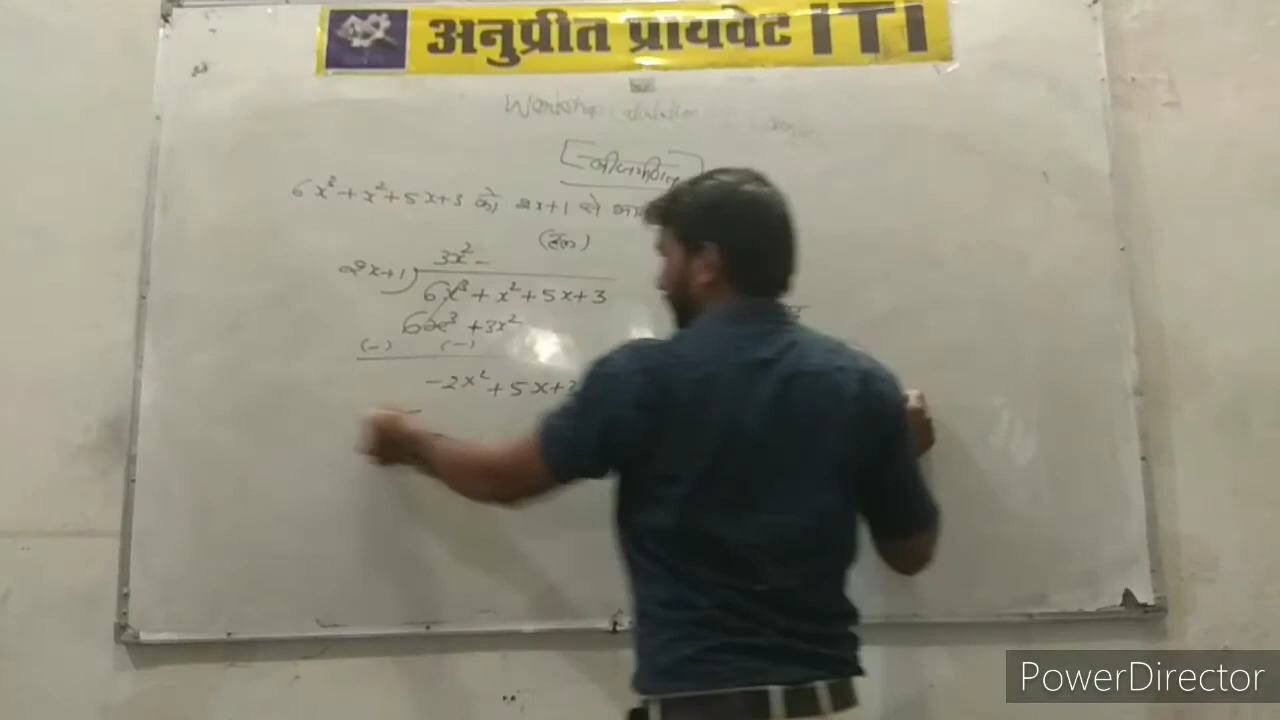 अनुप्रीत प्रायवेट ITI
Workshop
बीजगणित
6x³+x²+5x+3 को 2x+1 से
(हल)
3x² -
2x+1) 6x³+x²+5x+3
6x³ +3x²
(-) (-)
-2x²+5x+3
PowerDirector